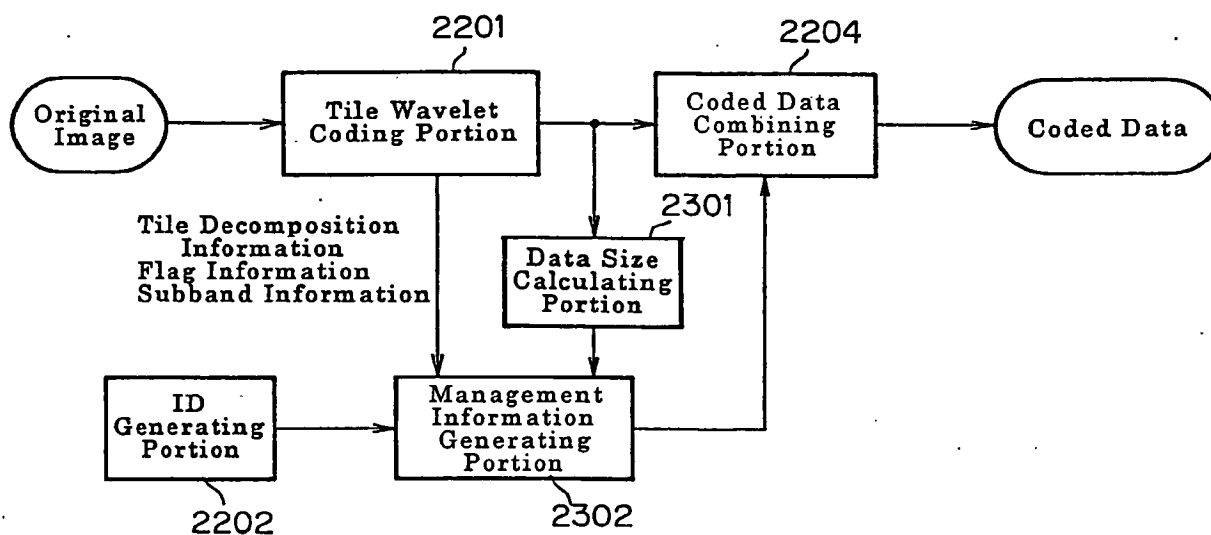 2201
2204
Original
Image
Tile Wavelet
Coding Portion
Coded Data
Combining
Portion
Coded Data
2301
Tile Decomposition
Information
Flag Information
Subband Information
Data Size
Calculating
Portion
ID
Generating
Portion
Management
Information
Generating
Portion
2202
2302